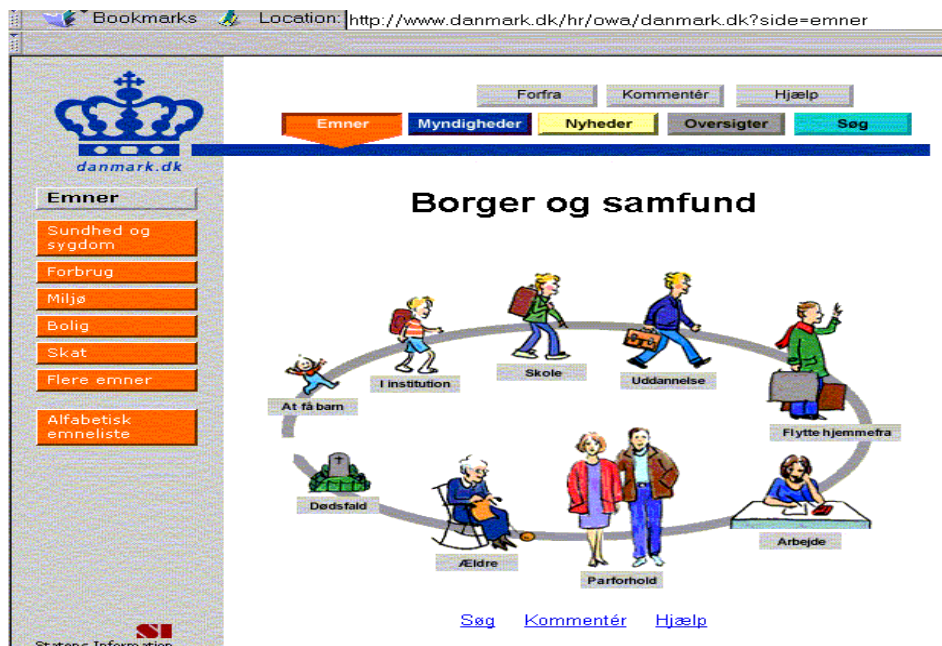 Bookmarks Location: http://www.danmark.dk/hr/owa/danmark.dk?side=emner
Forfra Kommentér Hjælp
Emner Myndigheder Nyheder Oversigter Søg
danmark.dk
Emner
Sundhed og
sygdom
Forbrug
Miljø
Bolig
Skat
Flere emner
Alfabetisk
emneliste
Borger og samfund
At få barn
I institution
Skole
Uddannelse
Flytte hjemmefra
Arbejde
Parforhold
Ældre
Dødsfald
Søg Kommentér Hjælp
SI
Statens Information